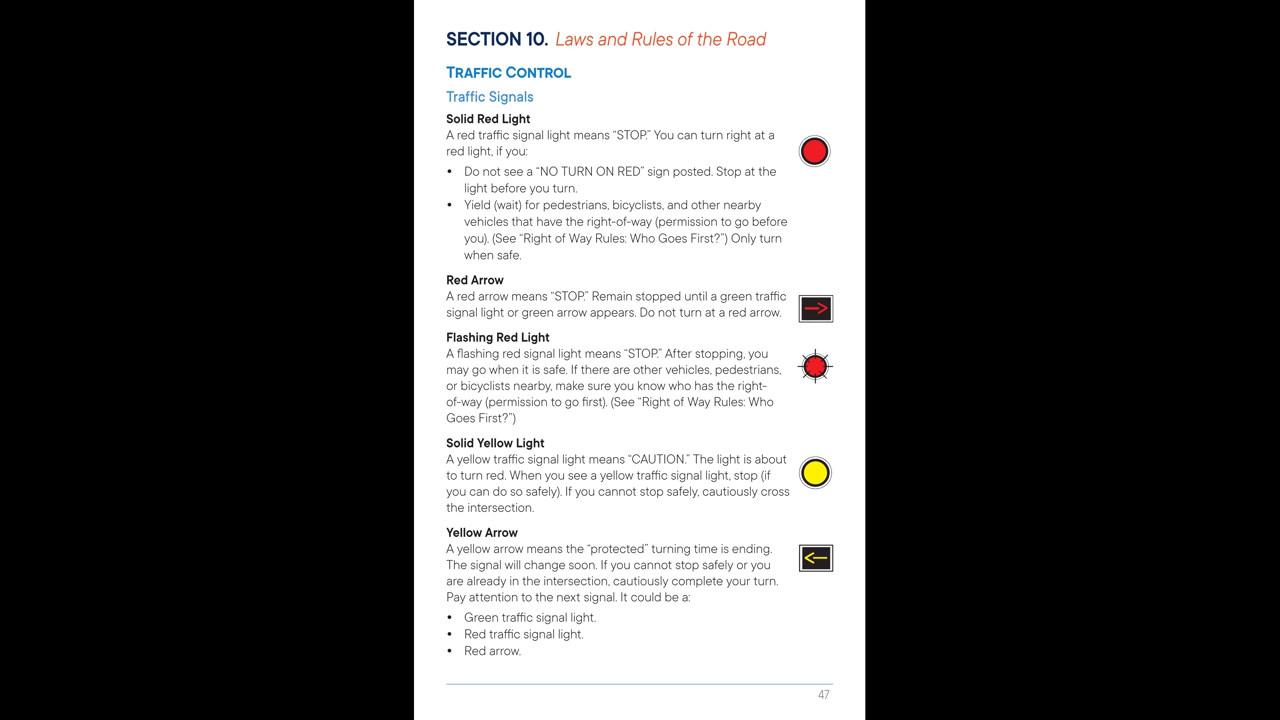 SECTION 10. Laws and Rules of the Road
TRAFFIC CONTROL
Traffic Signals
Solid Red Light
A red traffic signal light means “STOP.” You can turn right at a
red light, if you:
• Do not see a “NO TURN ON RED” sign posted. Stop at the
light before you turn.
• Yield (wait) for pedestrians, bicyclists, and other nearby
vehicles that have the right-of-way (permission to go before
you). (See “Right of Way Rules: Who Goes First?”) Only turn
when safe.
Red Arrow
A red arrow means “STOP.” Remain stopped until a green traffic
signal light or green arrow appears. Do not turn at a red arrow.
Flashing Red Light
A flashing red signal light means “STOP.” After stopping, you
may go when it is safe. If there are other vehicles, pedestrians,
or bicyclists nearby, make sure you know who has the right-
of-way (permission to go first). (See “Right of Way Rules: Who
Goes First?”)
Solid Yellow Light
A yellow traffic signal light means “CAUTION.” The light is about
to turn red. When you see a yellow traffic signal light, stop (if
you can do so safely). If you cannot stop safely, cautiously cross
the intersection.
Yellow Arrow
A yellow arrow means the “protected” turning time is ending.
The signal will change soon. If you cannot stop safely or you
are already in the intersection, cautiously complete your turn.
Pay attention to the next signal. It could be a:
• Green traffic signal light.
• Red traffic signal light.
• Red arrow.
47